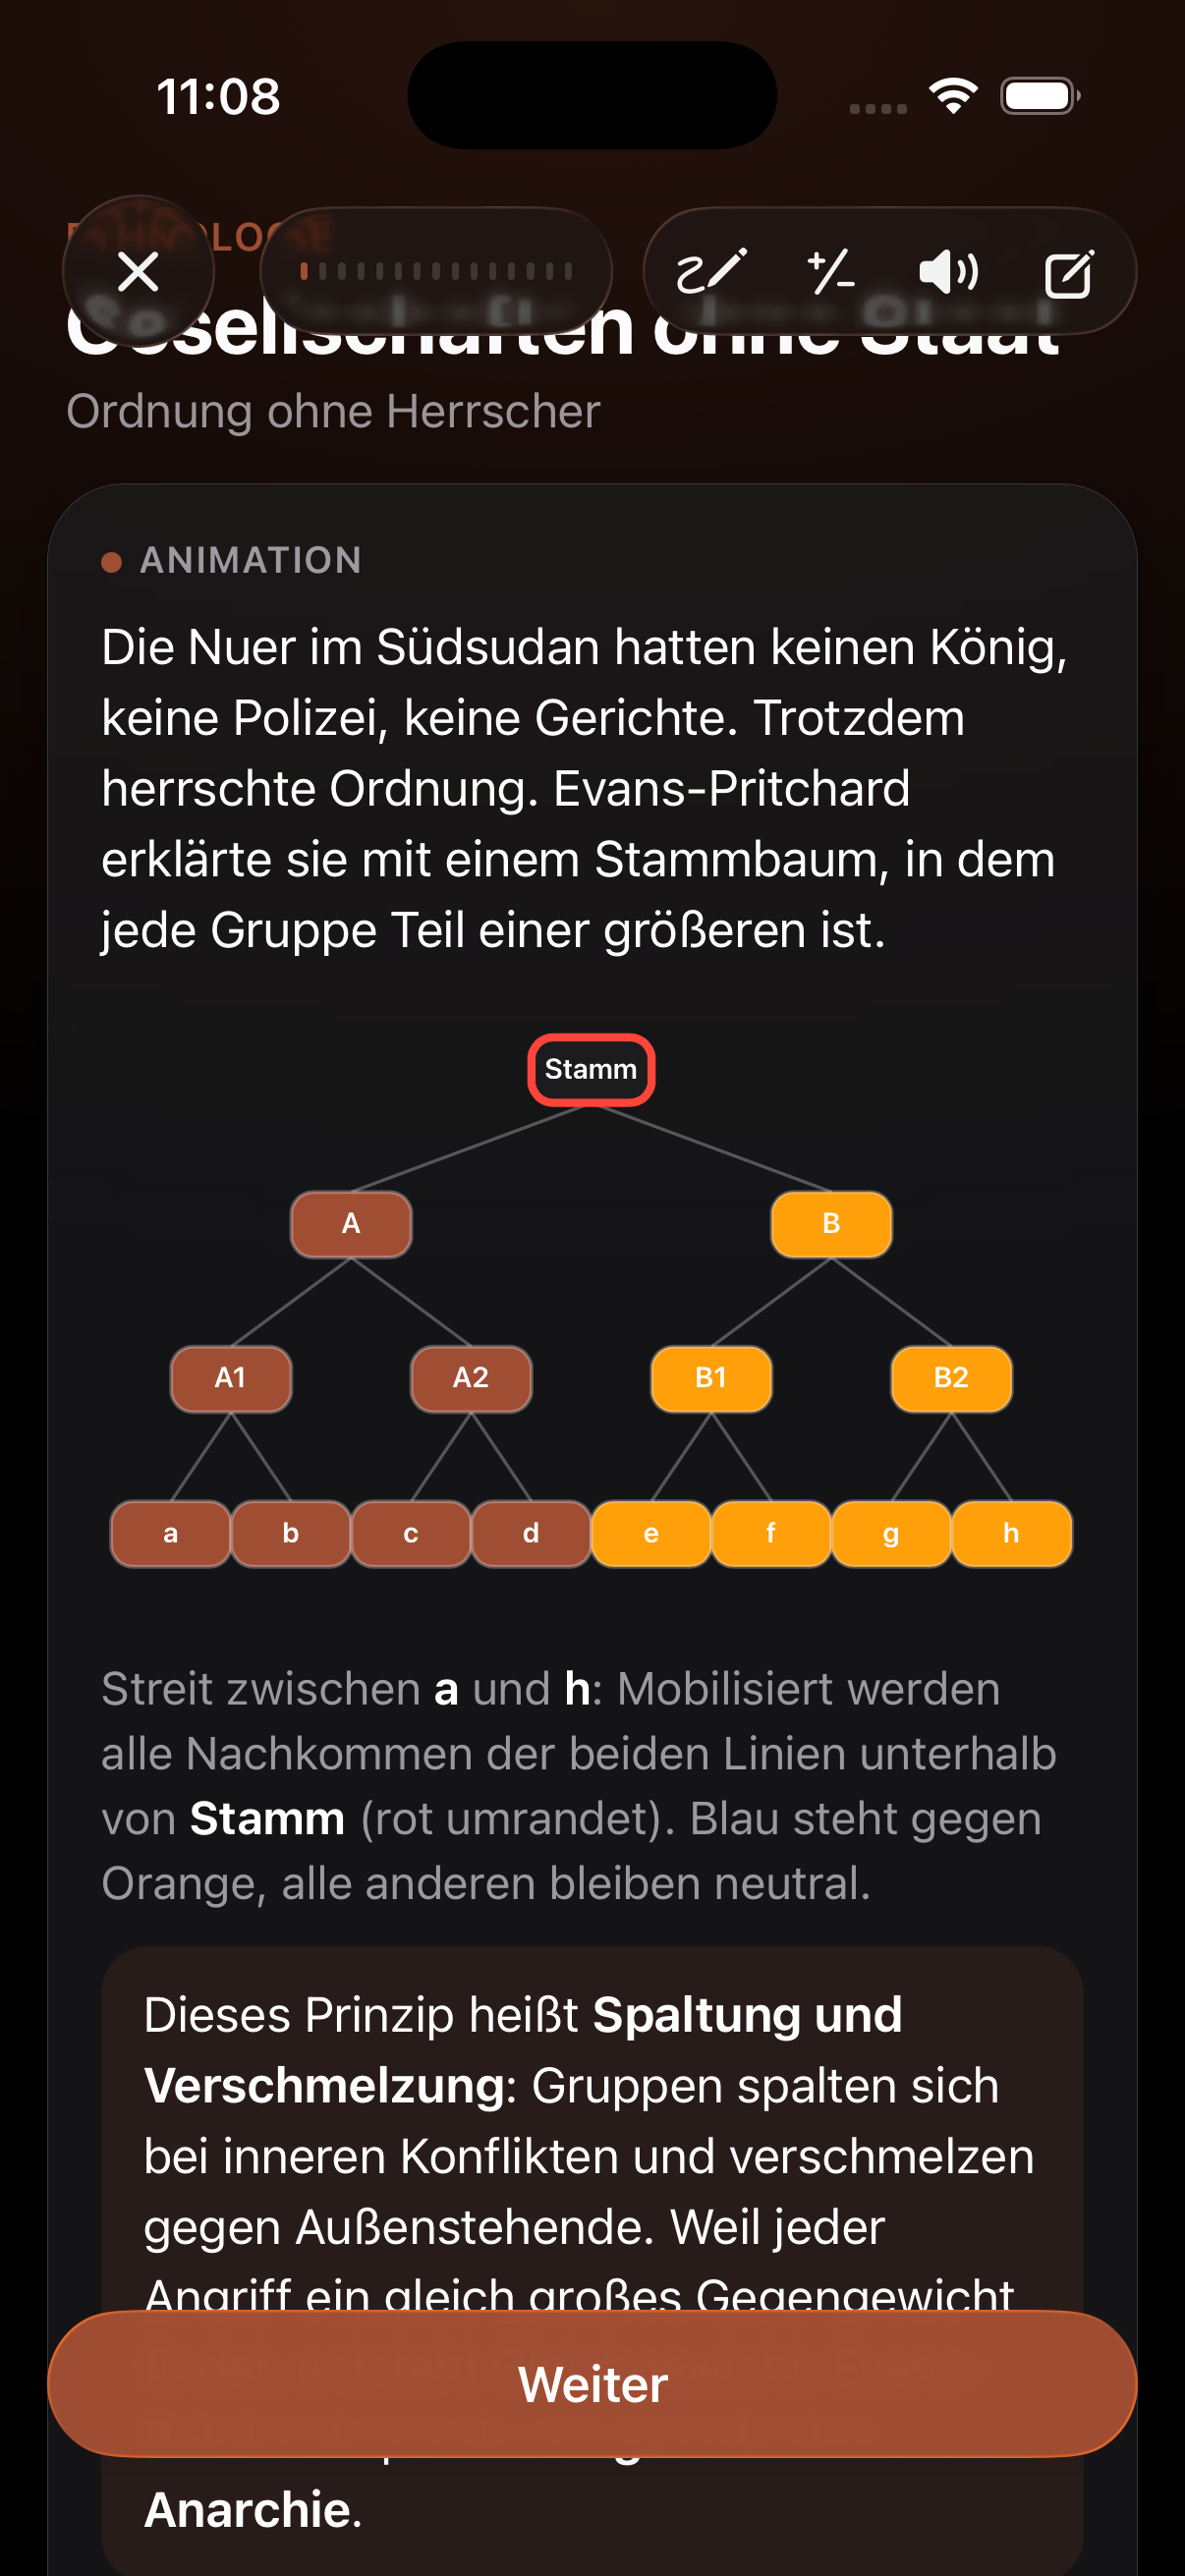 11:08
Gesellschaften ohne Staat
Ordnung ohne Herrscher
ANIMATION
Die Nuer im Südsudan hatten keinen König,
keine Polizei, keine Gerichte. Trotzdem
herrschte Ordnung. Evans-Pritchard
erklärte sie mit einem Stammbaum, in dem
jede Gruppe Teil einer größeren ist.
Stamm
A B
A1 A2 B1 B2
a b c d e f g h
Streit zwischen a und h: Mobilisiert werden
alle Nachkommen der beiden Linien unterhalb
von Stamm (rot umrandet). Blau steht gegen
Orange, alle anderen bleiben neutral.
Dieses Prinzip heißt Spaltung und
Verschmelzung: Gruppen spalten sich
bei inneren Konflikten und verschmelzen
gegen Außenstehende. Weil jeder
Angriff ein gleich großes Gegengewicht
Weiter
Anarchie.